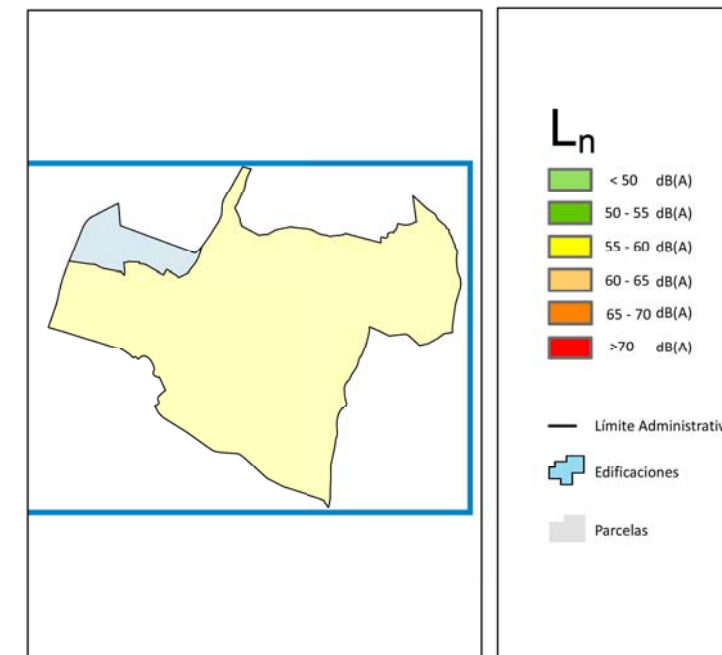 Ln
< 50 dB(A)
50 - 55 dB(A)
55 - 60 dB(A)
60 - 65 dB(A)
65 - 70 dB(A)
>70 dB(A)
Límite Administrativ
Edificaciones
Parcelas